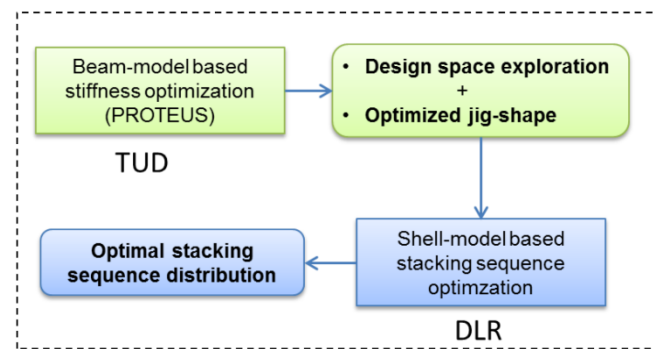 Beam-model based
stiffness optimization
(PROTEUS)
TUD
• Design space exploration
+
• Optimized jig-shape
Shell-model based
stacking sequence
optimzation
DLR
Optimal stacking
sequence distribution